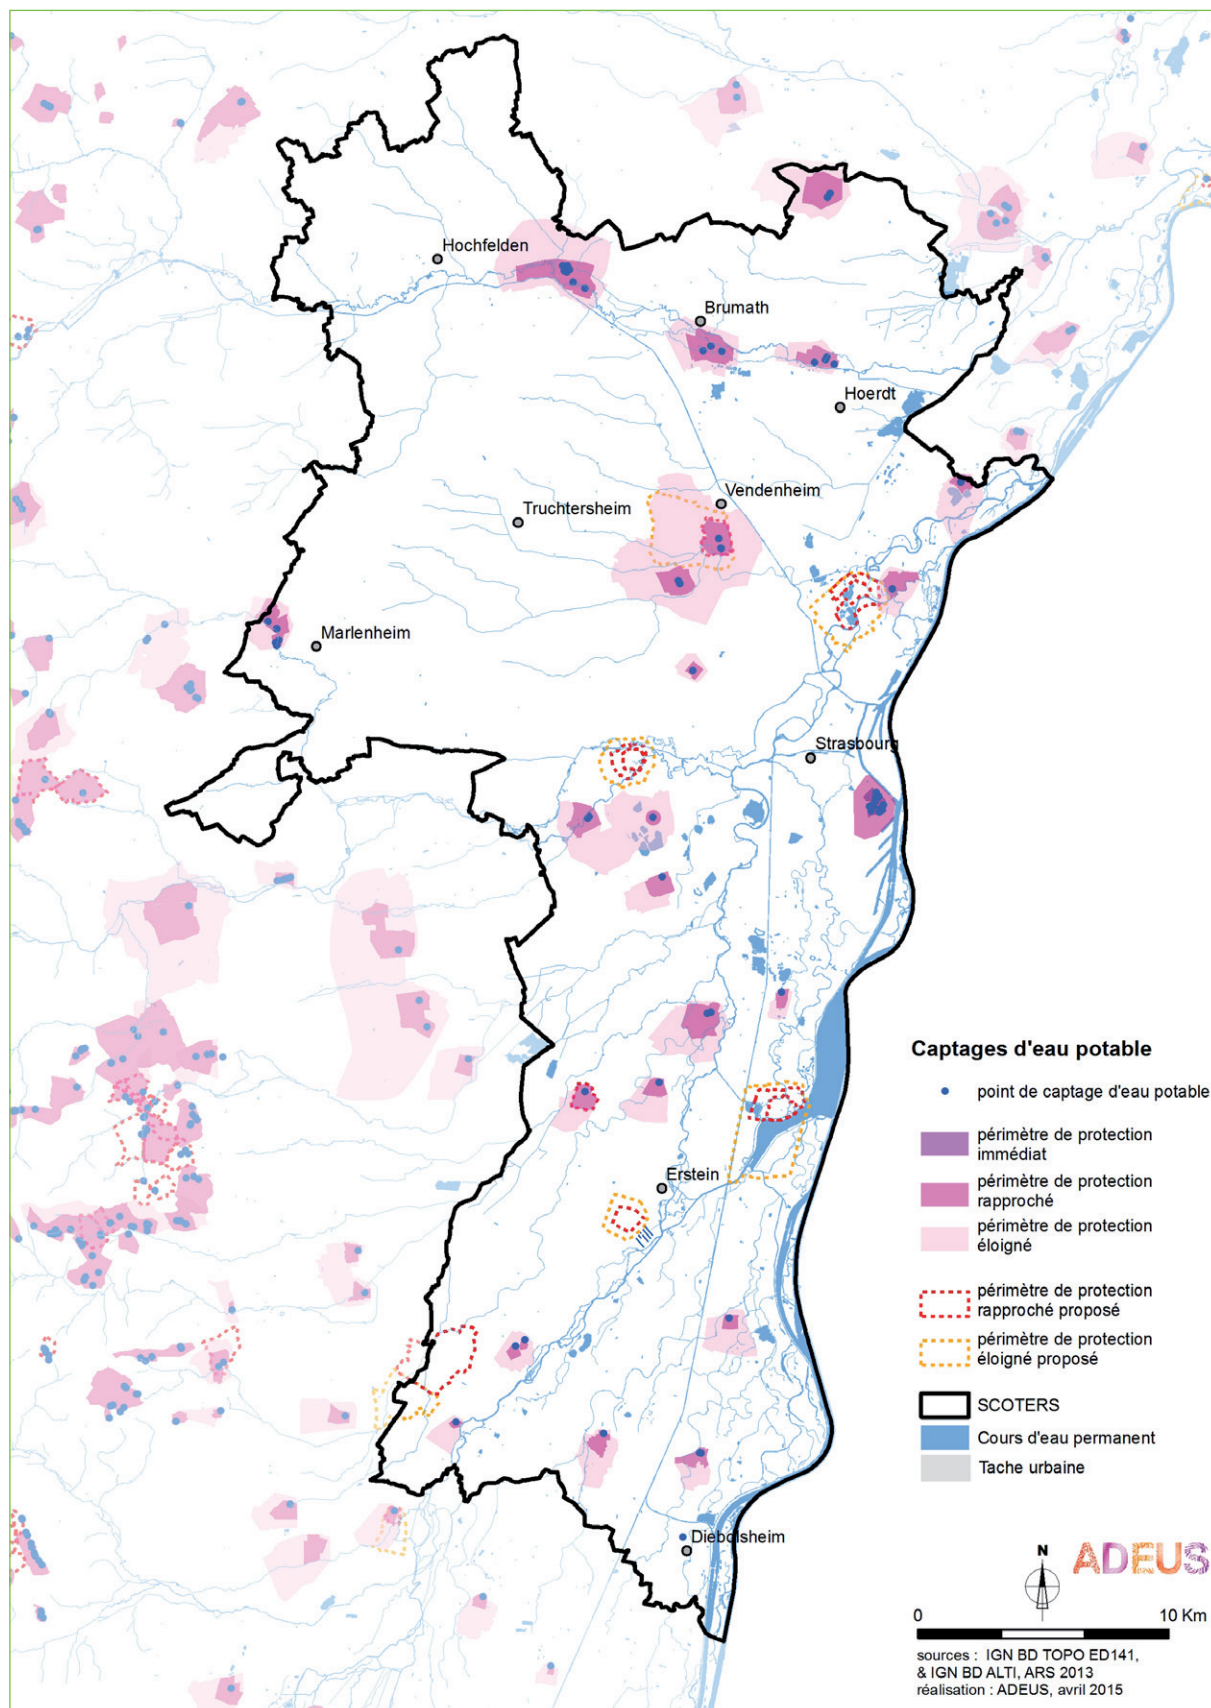 Hochfelden
Brumath
Hoerdt
Vendenheim
Truchtersheim
Marlenheim
Strasbourg
Erstein
Diebolsheim
Captages d'eau potable
point de captage d'eau potable
périmètre de protection
immédiat
périmètre de protection
rapproché
périmètre de protection
éloigné
périmètre de protection
rapproché proposé
périmètre de protection
éloigné proposé
SCOTERS
Cours d'eau permanent
Tache urbaine
N
ADEUS
0 10 Km
sources : IGN BD TOPO ED141,
& IGN BD ALTI, ARS 2013
réalisation : ADEUS, avril 2015